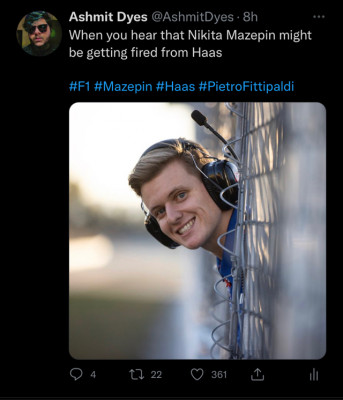 Ashmit Dyes @AshmitDyes · 8h
When you hear that Nikita Mazepin might
be getting fired from Haas
#F1 #Mazepin #Haas #PietroFittipaldi
4 22 361